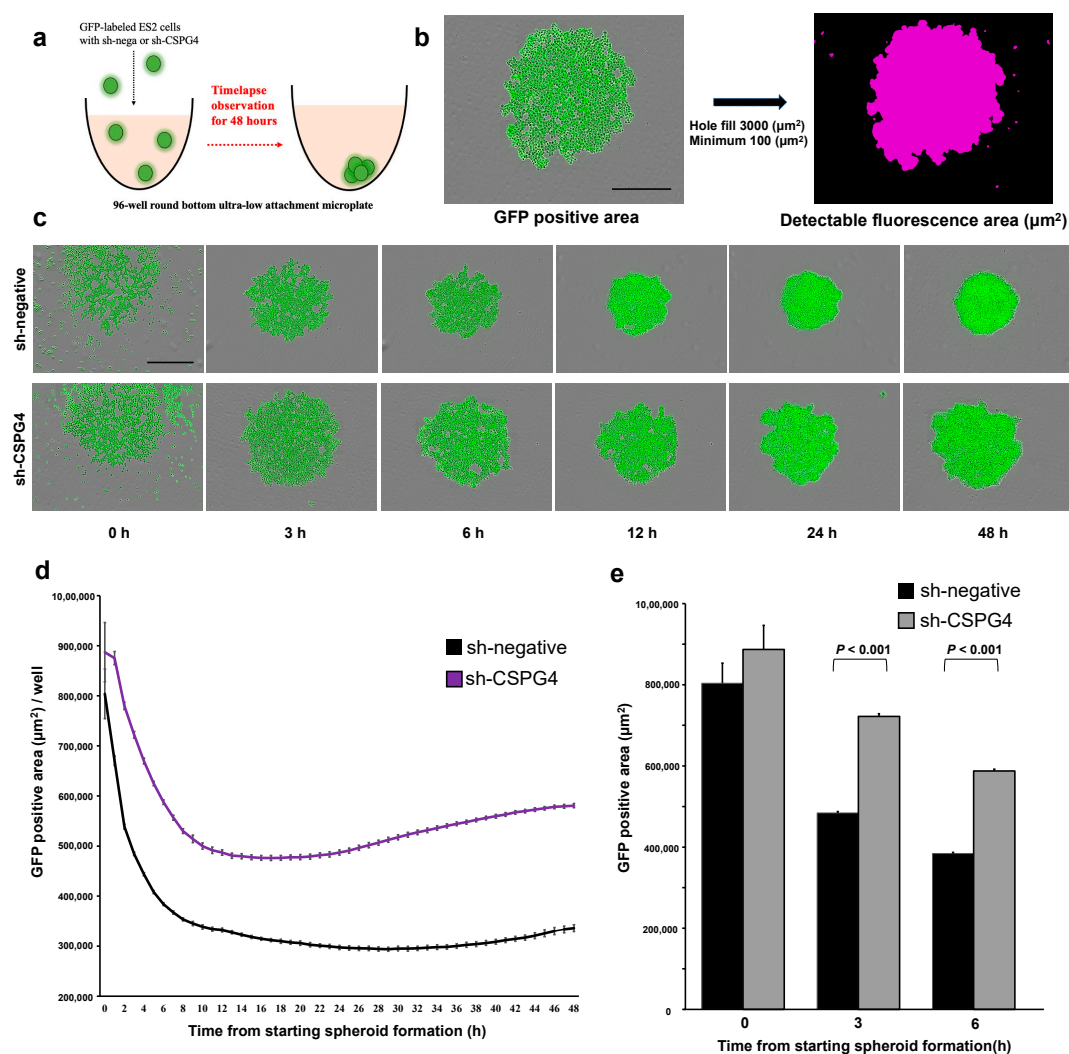 a
GFP-labeled ES2 cells
with sh-nega or sh-CSPG4
Timelapse
observation
for 48 hours
96-well round bottom ultra-low attachment microplate
b
Hole fill 3000 (µm²)
Minimum 100 (µm²)
GFP positive area
Detectable fluorescence area (µm²)
c
sh-negative
sh-CSPG4
0 h
3 h
6 h
12 h
24 h
48 h
d
10,00,000
900,000
800,000
700,000
600,000
500,000
400,000
300,000
200,000
GFP positive area (µm²) / well
sh-negative
sh-CSPG4
0 2 4 6 8 10 12 14 16 18 20 22 24 26 28 30 32 34 36 38 40 42 44 46 48
Time from starting spheroid formation (h)
e
sh-negative
sh-CSPG4
10,00,000
800,000
600,000
400,000
200,000
0
GFP positive area (µm²)
P < 0.001
P < 0.001
0 3 6
Time from starting spheroid formation(h)